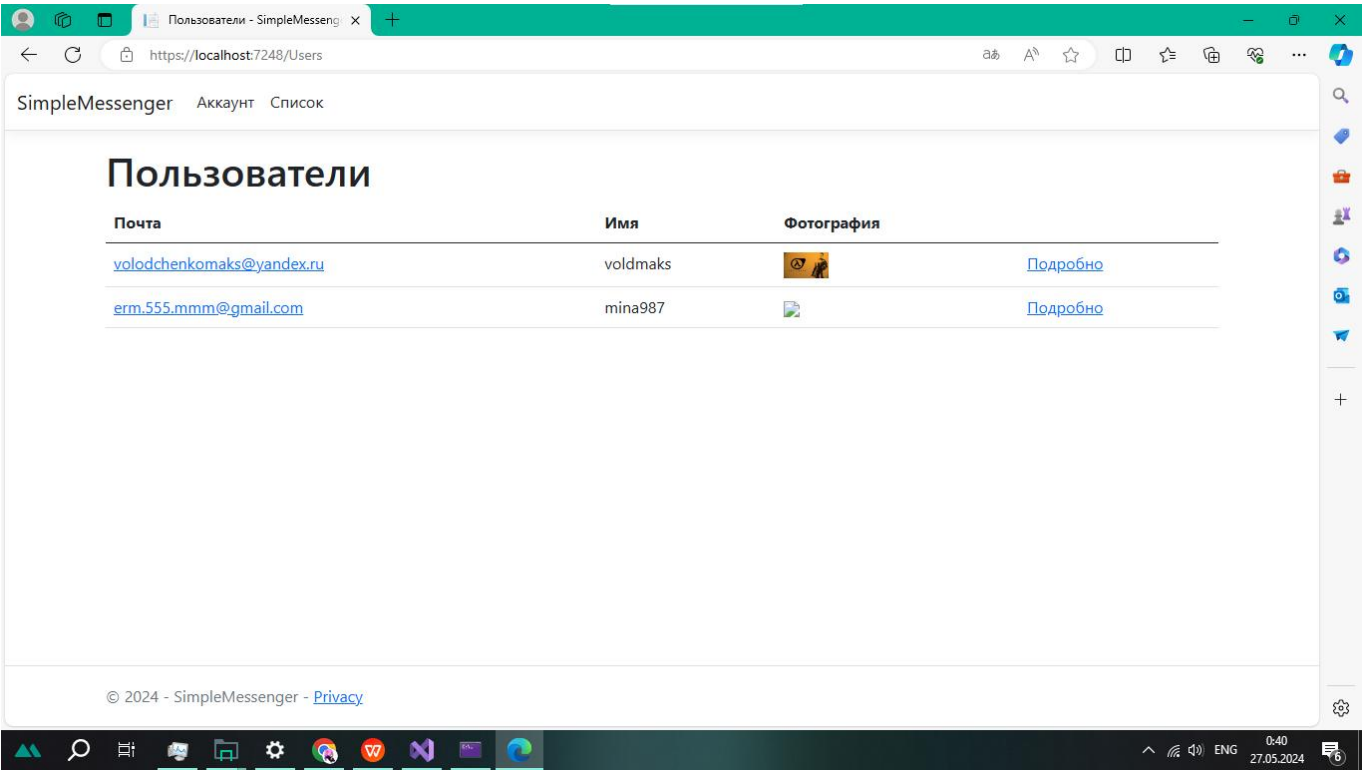 Пользователи - SimpleMesseng
https://localhost:7248/Users
SimpleMessenger Аккаунт Список
Пользователи
Почта Имя Фотография
volodchenkomaks@yandex.ru voldmaks Подробно
erm.555.mmm@gmail.com mina987 Подробно
© 2024 - SimpleMessenger - Privacy
ENG 0:40
27.05.2024
6